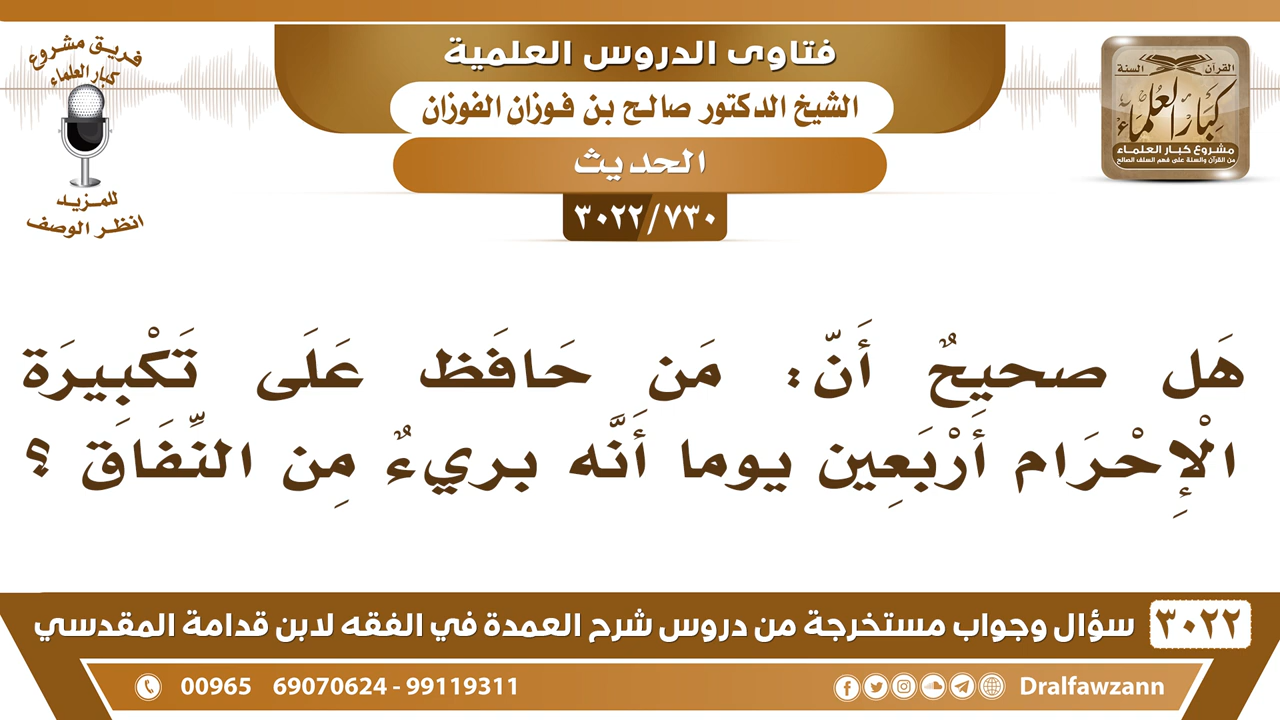 فتاوى الدروس العلمية
الشيخ الدكتور صالح بن فوزان الفوزان
الحديث
٣٠٢٢/٧٣٠
فريق مشروع
كبار العلماء
للمزيد
انظر الوصف
القرآن السنة
كبار العلماء
مشروع كبار العلماء
من القرآن والسنة على فهم السلف الصالح
هَل صحيحٌ أَنّ: مَن حَافَظ عَلَى تَكْبِيرَة
الْإِحْرَام أَرْبَعِين يوما أَنَّه بريءٌ مِن النِّفَاق ؟
٣٠٢٢ سؤال وجواب مستخرجة من دروس شرح العمدة في الفقه لابن قدامة المقدسي
00965 69070624 - 99119311
Dralfawzann